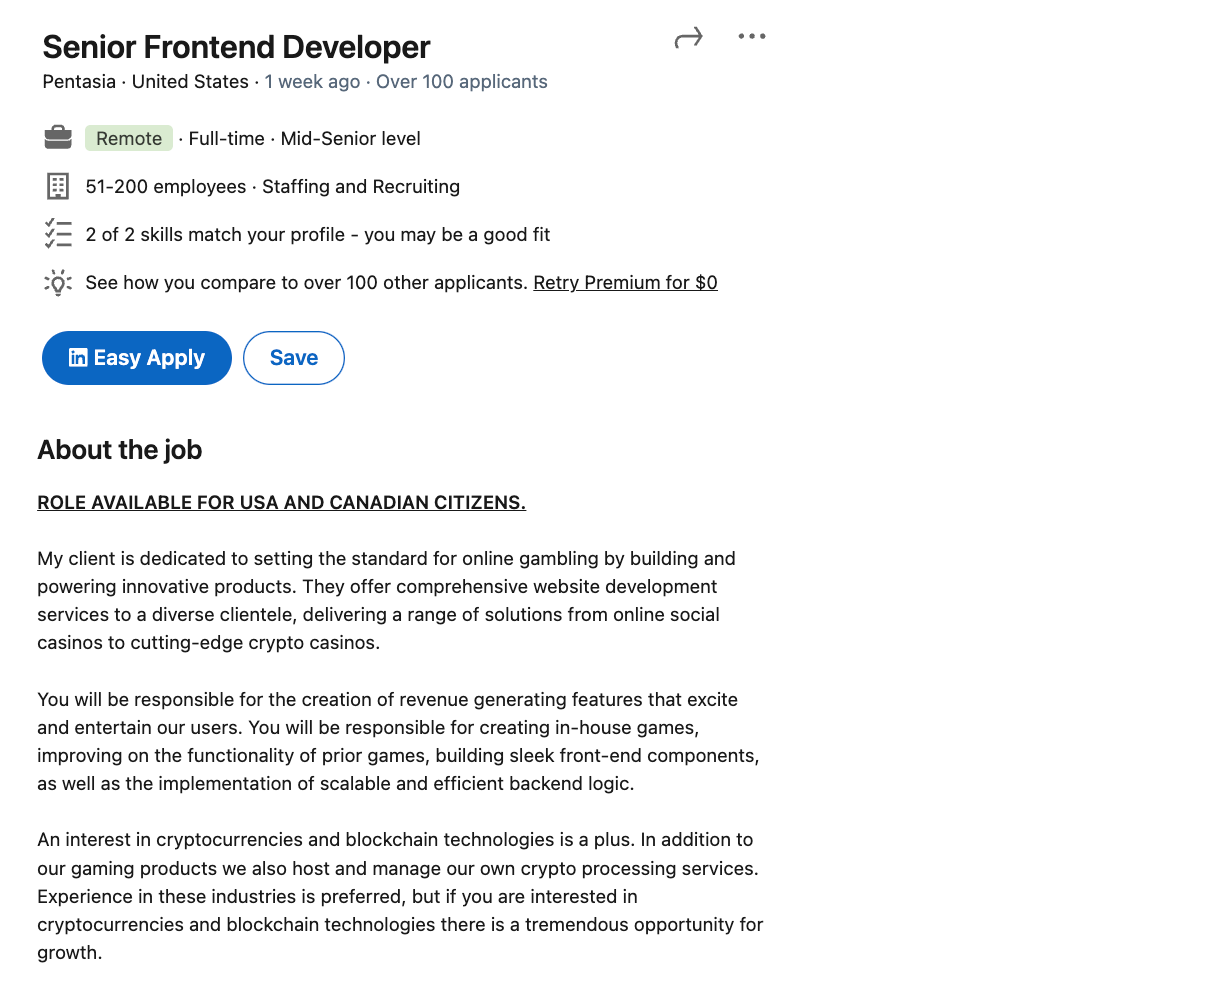 Senior Frontend Developer
Pentasia · United States · 1 week ago · Over 100 applicants
Remote · Full-time · Mid-Senior level
51-200 employees · Staffing and Recruiting
2 of 2 skills match your profile - you may be a good fit
See how you compare to over 100 other applicants. Retry Premium for $0
in Easy Apply Save
About the job
ROLE AVAILABLE FOR USA AND CANADIAN CITIZENS.
My client is dedicated to setting the standard for online gambling by building and
powering innovative products. They offer comprehensive website development
services to a diverse clientele, delivering a range of solutions from online social
casinos to cutting-edge crypto casinos.
You will be responsible for the creation of revenue generating features that excite
and entertain our users. You will be responsible for creating in-house games,
improving on the functionality of prior games, building sleek front-end components,
as well as the implementation of scalable and efficient backend logic.
An interest in cryptocurrencies and blockchain technologies is a plus. In addition to
our gaming products we also host and manage our own crypto processing services.
Experience in these industries is preferred, but if you are interested in
cryptocurrencies and blockchain technologies there is a tremendous opportunity for
growth.